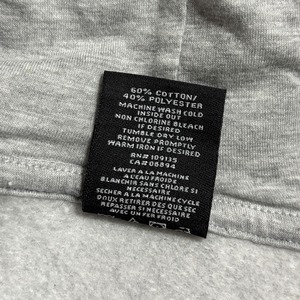 60% COTTON/
40% POLYESTER
MACHINE WASH COLD
INSIDE OUT
NON CHLORINE BLEACH
IF DESIRED
TUMBLE DRY LOW
REMOVE PROMPTLY
WARM IRON IF DESIRED
RN# 109135
CA# 06894
LAVER A LA MACHINE
A L'EAU FROIDE
BLANCHIR SANS CHLORE SI
NECESSAIRE
SECHER A LA MACHINE CYCLE
DOUX RETIRER DES QUE SEC
REPASSER SI NECESSAIRE
AVEC UN FER FROID